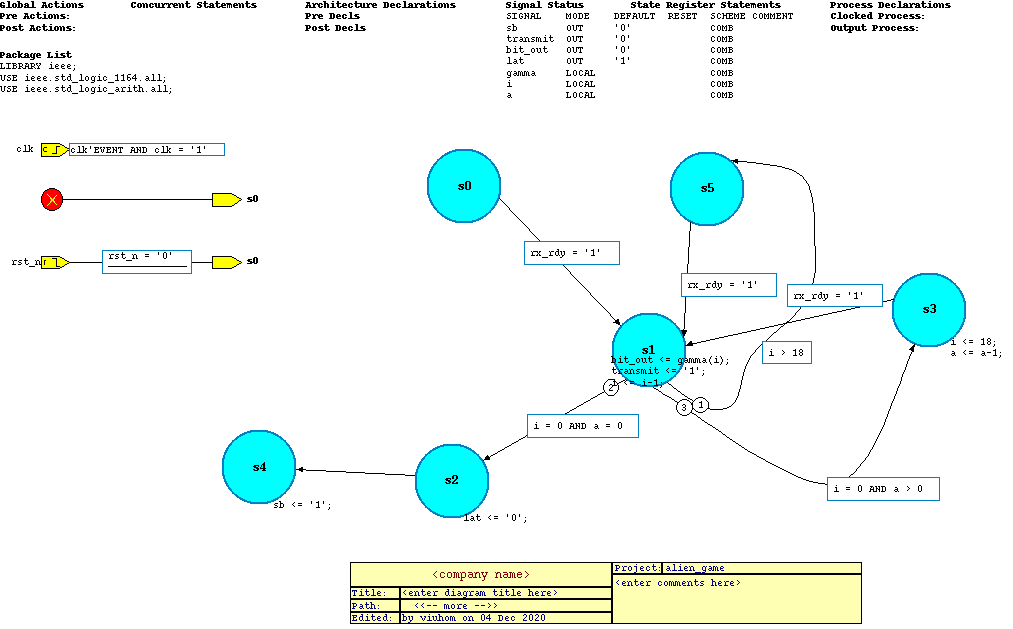 Global Actions
Pre Actions:
Post Actions:
Concurrent Statements
Architecture Declarations
Pre Decls
Post Decls
Signal Status
SIGNAL MODE DEFAULT RESET SCHEME COMMENT
sb OUT '0' COMB
transmit OUT '0' COMB
bit_out OUT '0' COMB
lat OUT '1' COMB
gamma LOCAL COMB
i LOCAL COMB
a LOCAL COMB
State Register Statements
Process Declarations
Clocked Process:
Output Process:
Package List
LIBRARY ieee;
USE ieee.std_logic_1164.all;
USE ieee.std_logic_arith.all;
clk c clk'EVENT AND clk = '1'
s0
rst_n r rst_n = '0' s0
s0
s5
rx_rdy = '1'
rx_rdy = '1'
rx_rdy = '1'
s3
i <= 18;
a <= a-1;
s1
bit_out <= gamma(i);
transmit <= '1';
i <= i-1;
i > 18
2
3
1
i = 0 AND a = 0
s4
sb <= '1';
s2
lat <= '0';
i = 0 AND a > 0
<company name>
Title: <enter diagram title here>
Path: <<-- more -->>
Edited: by viuhom on 04 Dec 2020
Project: alien_game
<enter comments here>